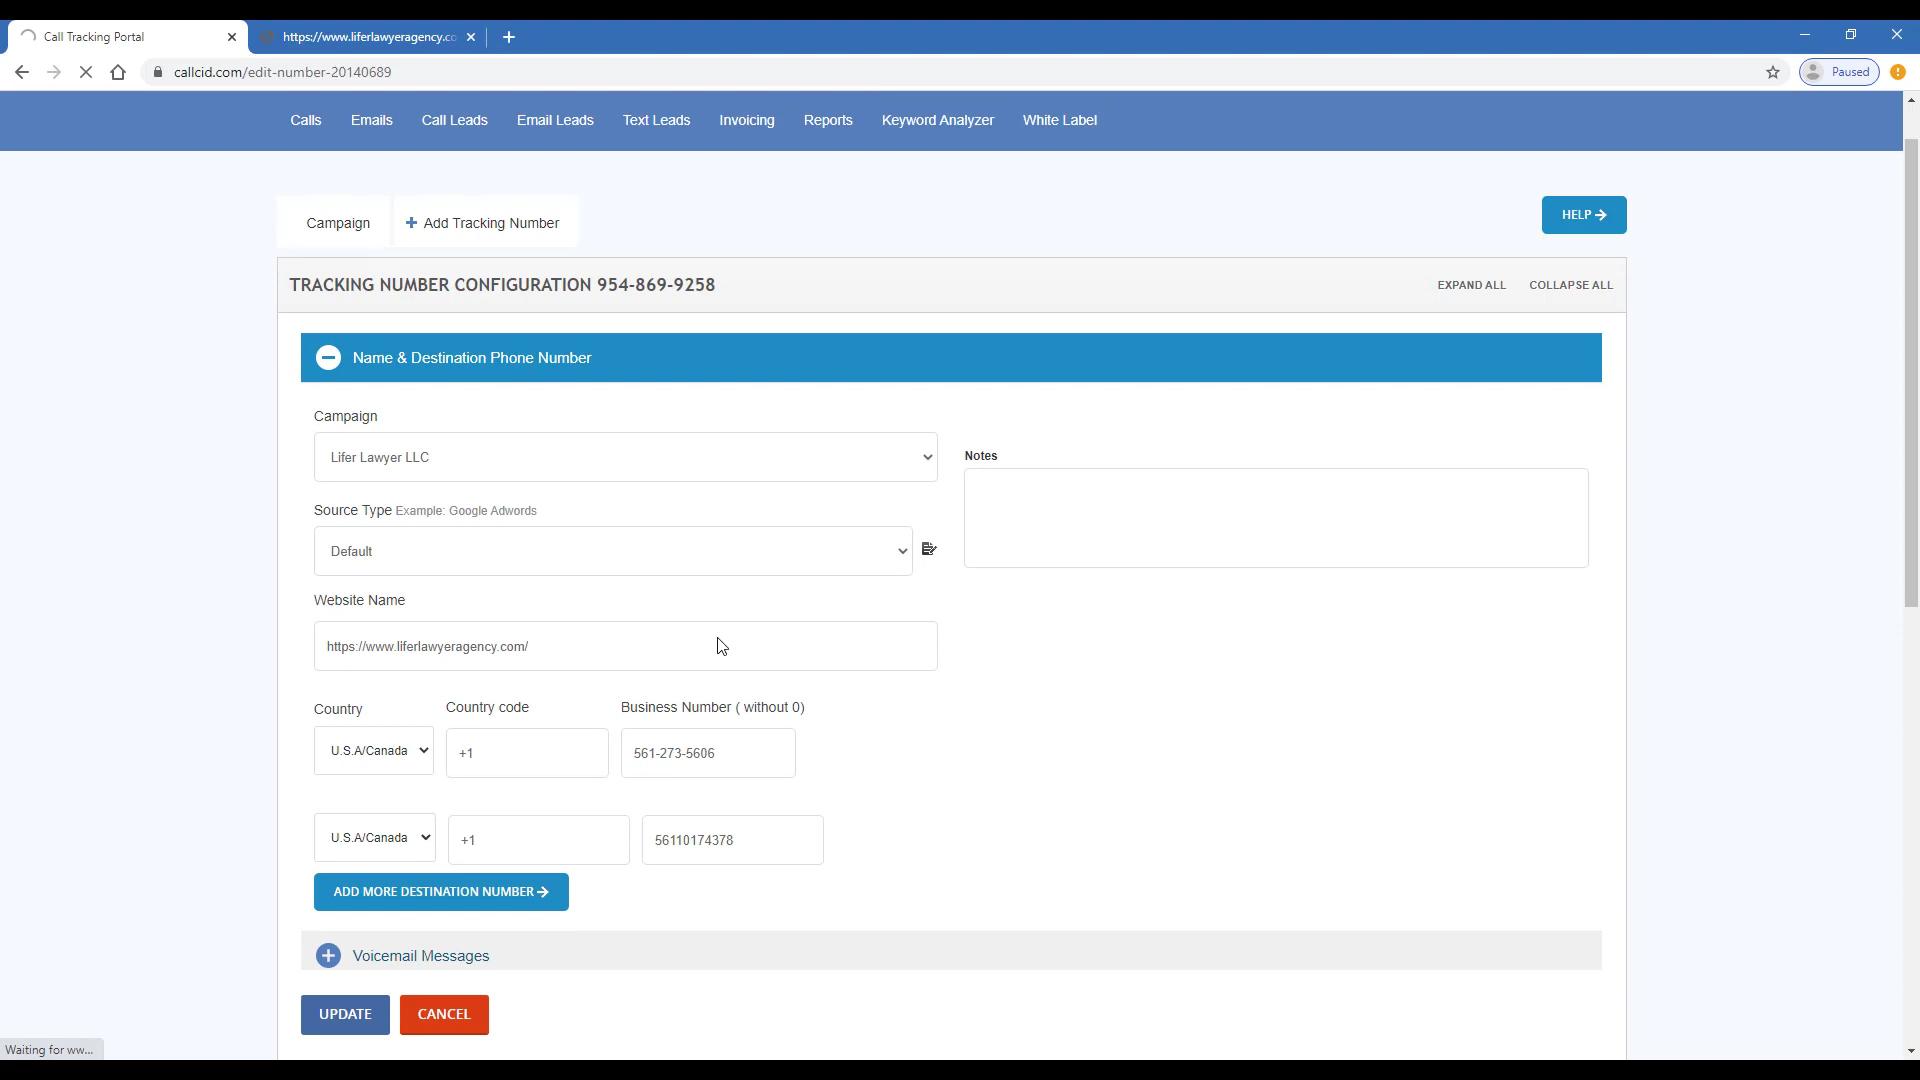 Call Tracking Portal
https://www.liferlawyeragency.co
callcid.com/edit-number-20140689
Paused
Calls
Emails
Call Leads
Email Leads
Text Leads
Invoicing
Reports
Keyword Analyzer
White Label
Campaign
Add Tracking Number
HELP
TRACKING NUMBER CONFIGURATION 954-869-9258
EXPAND ALL
COLLAPSE ALL
Name & Destination Phone Number
Campaign
Lifer Lawyer LLC
Notes
Source Type Example: Google Adwords
Default
Website Name
https://www.liferlawyeragency.com/
Country
Country code
Business Number ( without 0)
U.S.A/Canada
+1
561-273-5606
U.S.A/Canada
+1
56110174378
ADD MORE DESTINATION NUMBER
Voicemail Messages
UPDATE
CANCEL
Waiting for ww...